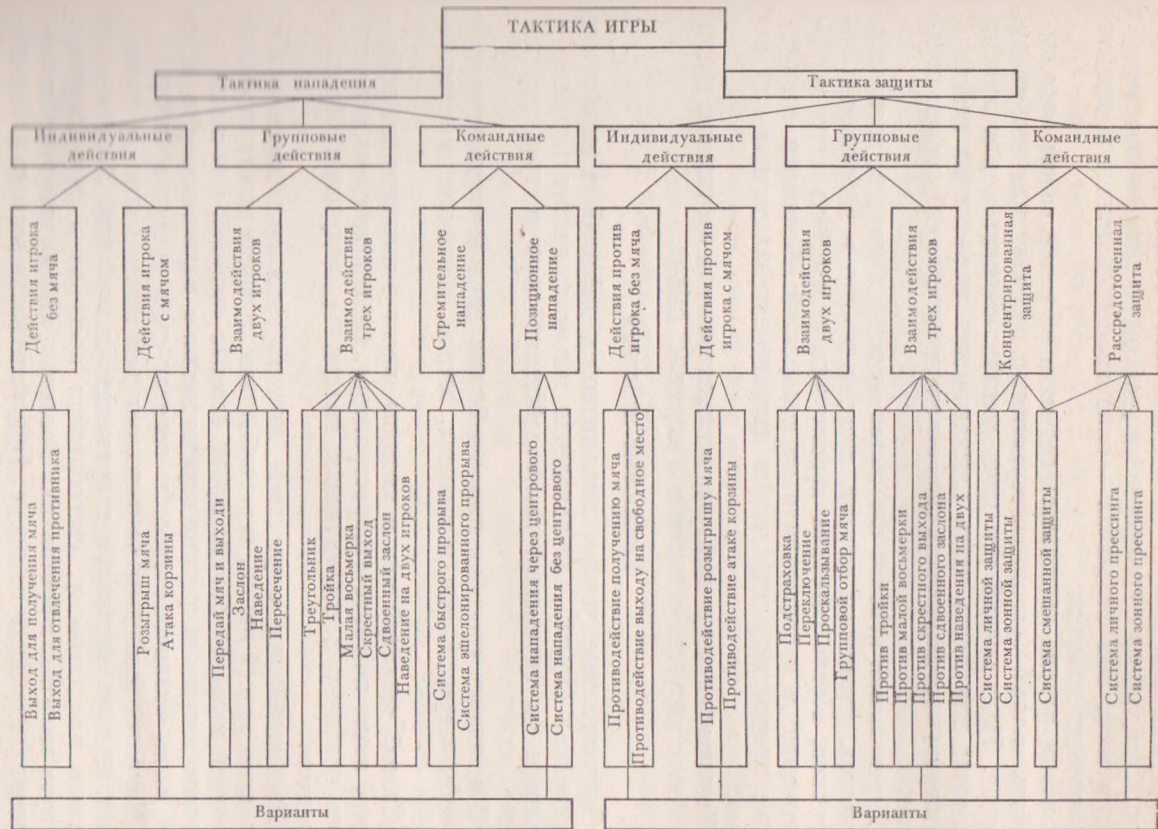 ТАКТИКА ИГРЫ
Тактика нападения
Тактика защиты
Индивидуальные
действия
Групповые
действия
Командные
действия
Индивидуальные
действия
Групповые
действия
Командные
действия
Действия игрока
без мяча
Действия игрока
с мячом
Взаимодействия
двух игроков
Взаимодействия
трех игроков
Стремительное
нападение
Позиционное
нападение
Действия против
игрока без мяча
Действия против
игрока с мячом
Взаимодействия
двух игроков
Взаимодействия
трех игроков
Концентрированная
защита
Рассредоточенная
защита
Выход для получения мяча
Выход для отвлечения противника
Розыгрыш мяча
Атака корзины
Передай мяч и выходи
Заслон
Наведение
Пересечение
Треугольник
Тройка
Малая восьмерка
Скрестный выход
Сдвоенный заслон
Наведение на двух игроков
Система быстрого прорыва
Система эшелонированного прорыва
Система нападения через центрового
Система нападения без центрового
Противодействие получению мяча
Противодействие выходу на свободное место
Противодействие розыгрышу мяча
Противодействие атаке корзины
Подстраховка
Переключение
Проскальзывание
Групповой отбор мяча
Против тройки
Против малой восьмерки
Против скрестного выхода
Против сдвоенного заслона
Против наведения на двух
Система личной защиты
Система зонной защиты
Система смешанной защиты
Система личного прессинга
Система зонного прессинга
Варианты
Варианты